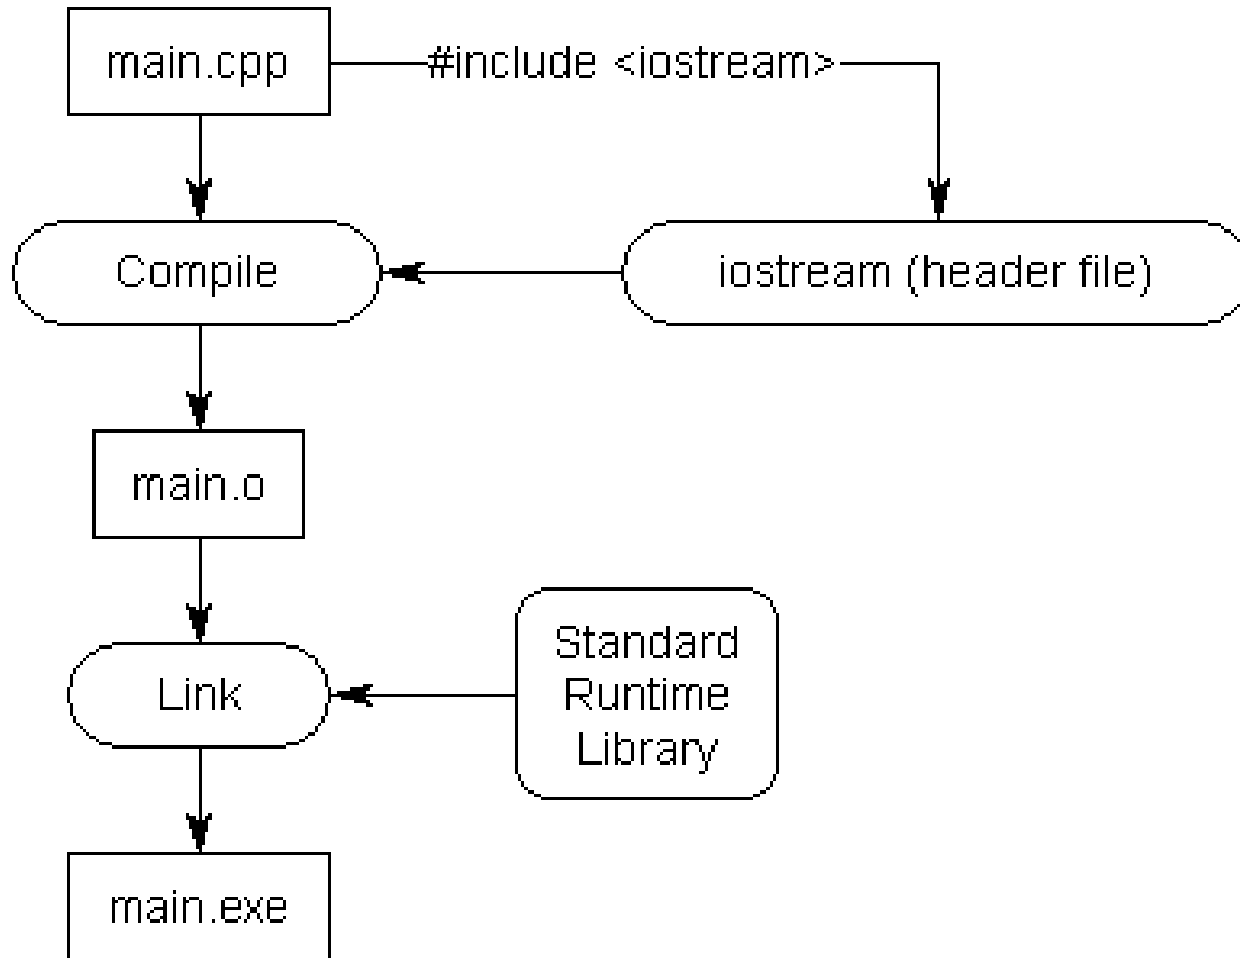 main.cpp
#include <iostream>
Compile
iostream (header file)
main.o
Standard
Runtime
Library
Link
main.exe